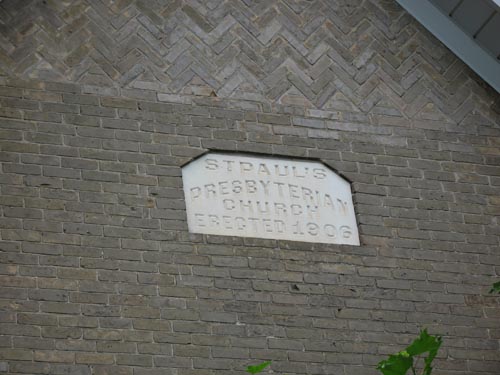 ST PAUL'S
PRESBYTERIAN
CHURCH
ERECTED 1906